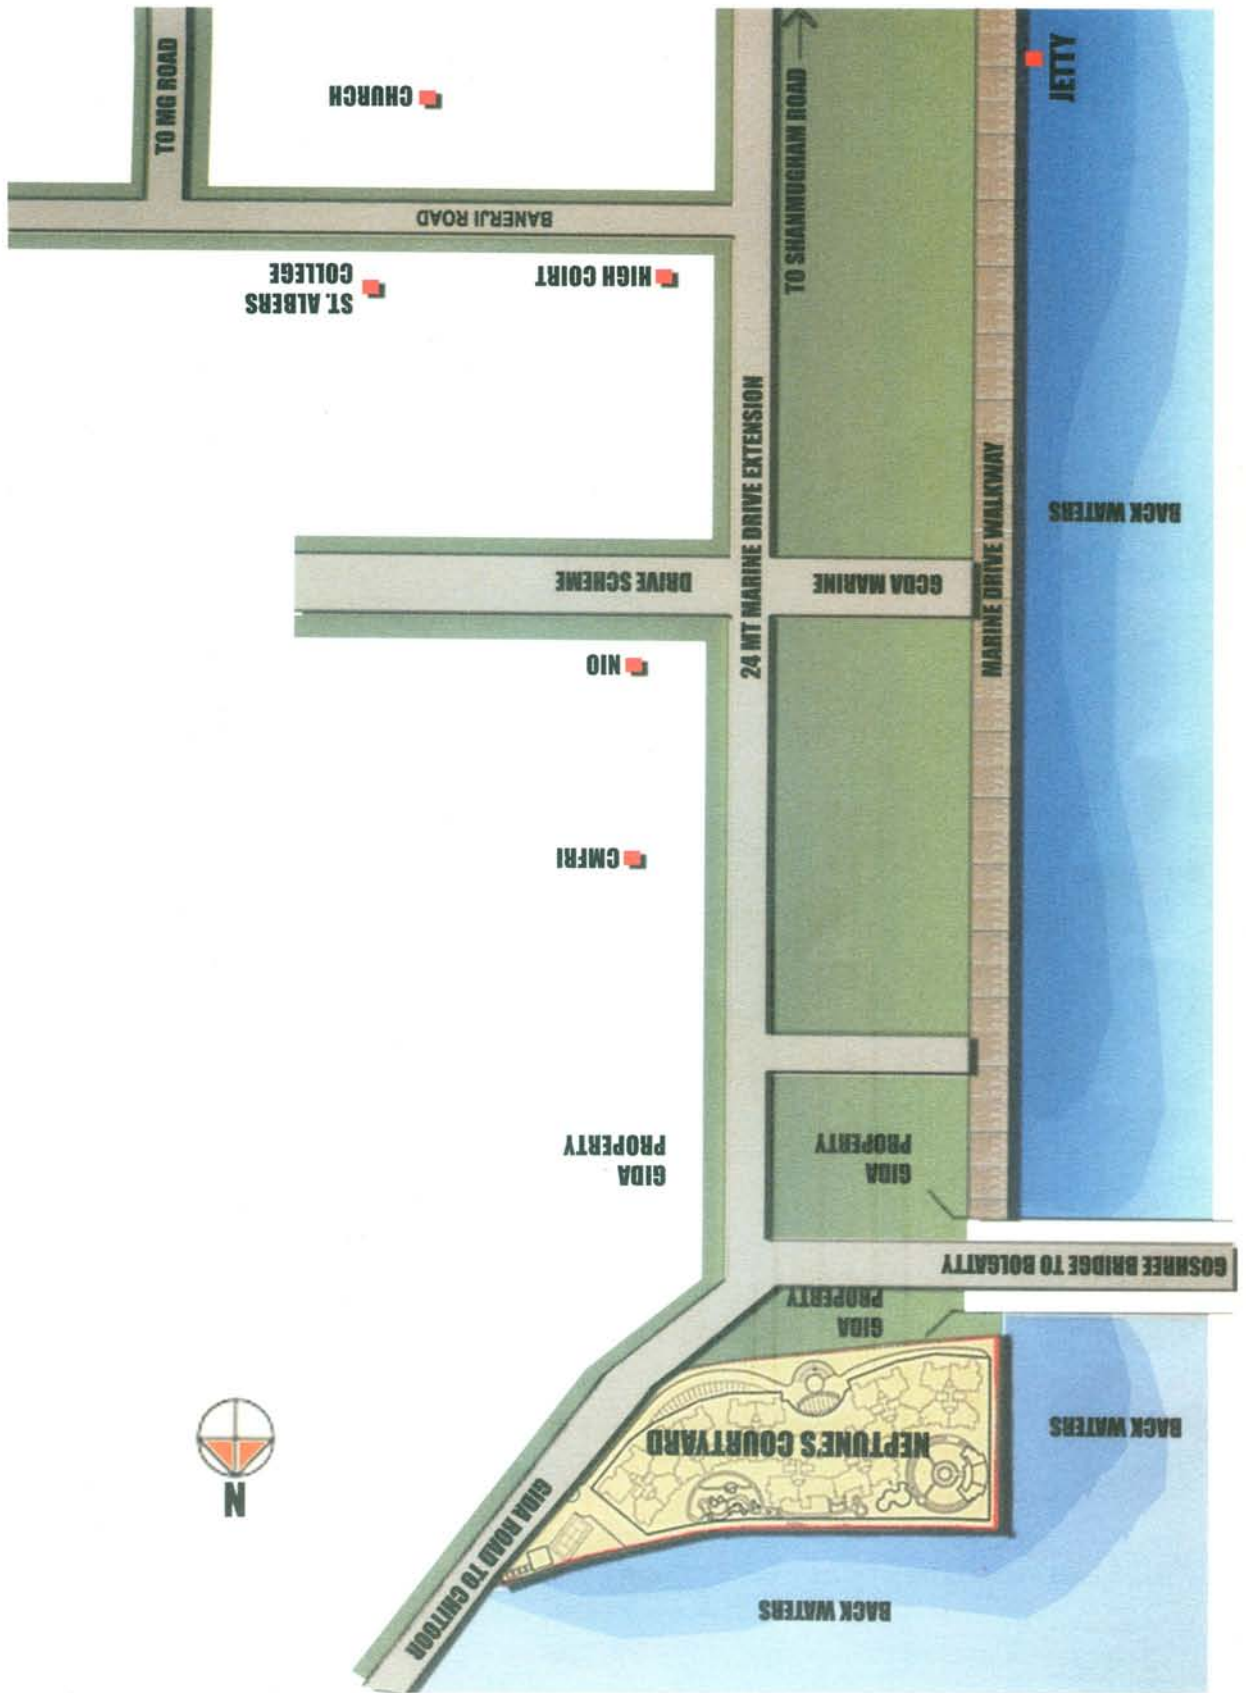 BACK WATERS
GIDA ROAD TO CHITOOR
N
NEPTUNE'S COURTYARD
BACK WATERS
GIDA
PROPERTY
GOSHREE BRIDGE TO BOLGATTY
GIDA
PROPERTY
GIDA
PROPERTY
CMFRI
NIO
GCDA MARINE
DRIVE SCHEME
24 MT MARINE DRIVE EXTENSION
MARINE DRIVE WALKWAY
BACK WATERS
HIGH COIRT
ST. ALBERS
COLLEGE
BANERJI ROAD
TO SHANMUGHAM ROAD
CHURCH
TO MG ROAD
JETTY